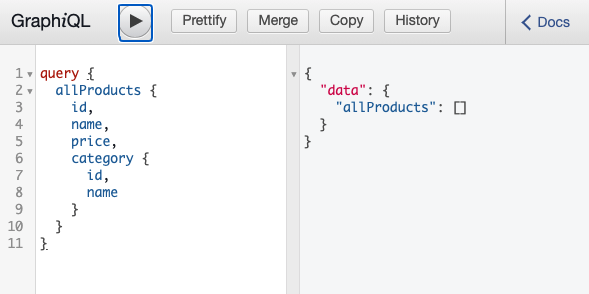 GraphiQL Prettify Merge Copy History Docs
1 query {
2 allProducts {
3 id,
4 name,
5 price,
6 category {
7 id,
8 name
9 }
10 }
11 }
{
"data": {
"allProducts": []
}
}